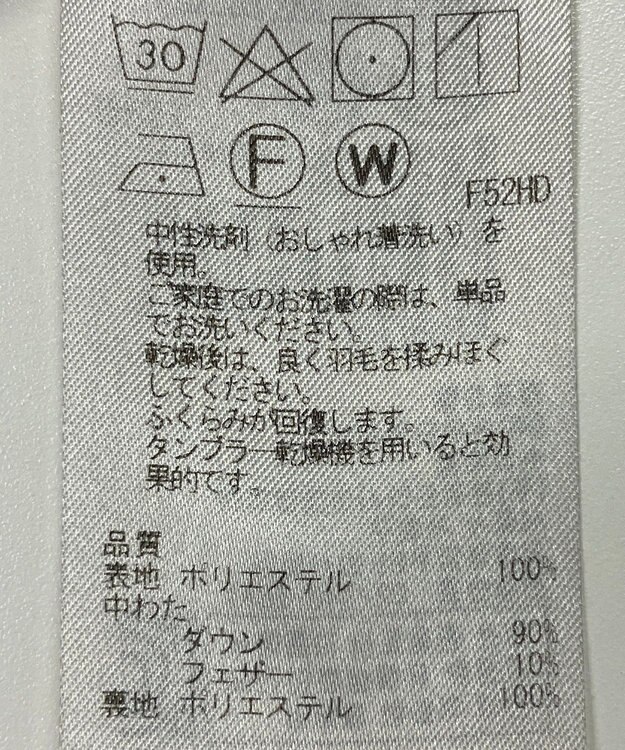 30
F W
F52HD
中性洗剤(おしゃれ着洗い)を
使用。
ご家庭でのお洗濯の際は、単品
でお洗いください。
乾燥後は、良く羽毛を揉みほぐ
してください。
ふくらみが回復します。
タンブラー乾燥機を用いると効
果的です。
品質
表地 ポリエステル 100%
中わた
ダウン 90%
フェザー 10%
裏地 ポリエステル 100%